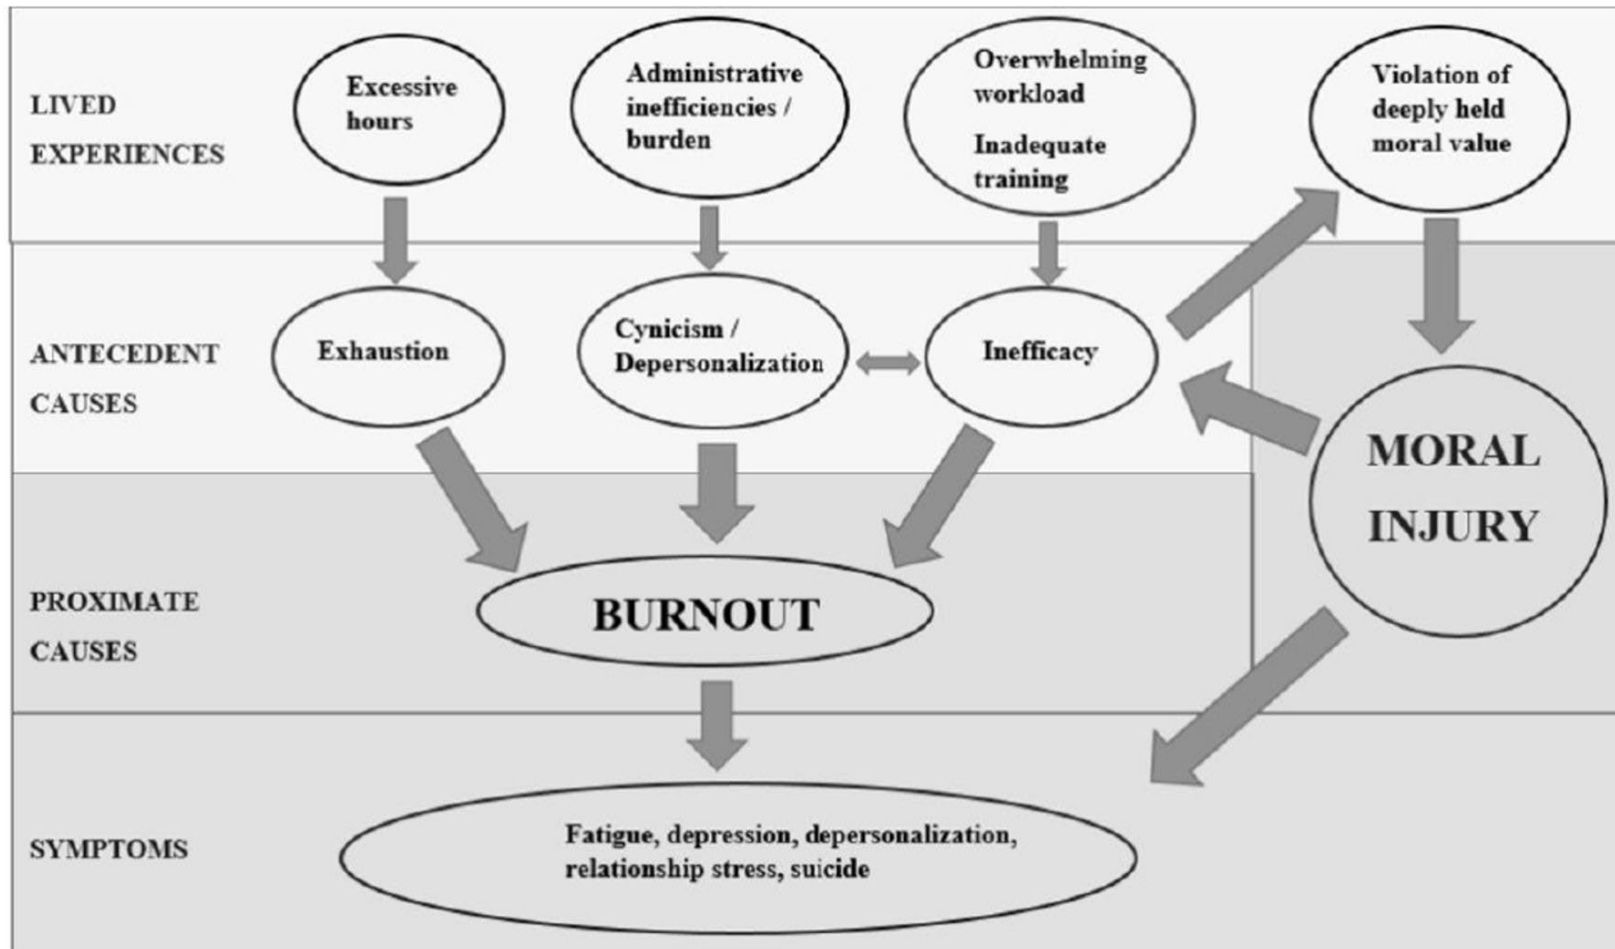 LIVED
EXPERIENCES
Excessive
hours
Administrative
inefficiencies /
burden
Overwhelming
workload
Inadequate
training
Violation of
deeply held
moral value
ANTECEDENT
CAUSES
Exhaustion
Cynicism /
Depersonalization
Inefficacy
MORAL
INJURY
PROXIMATE
CAUSES
BURNOUT
SYMPTOMS
Fatigue, depression, depersonalization,
relationship stress, suicide